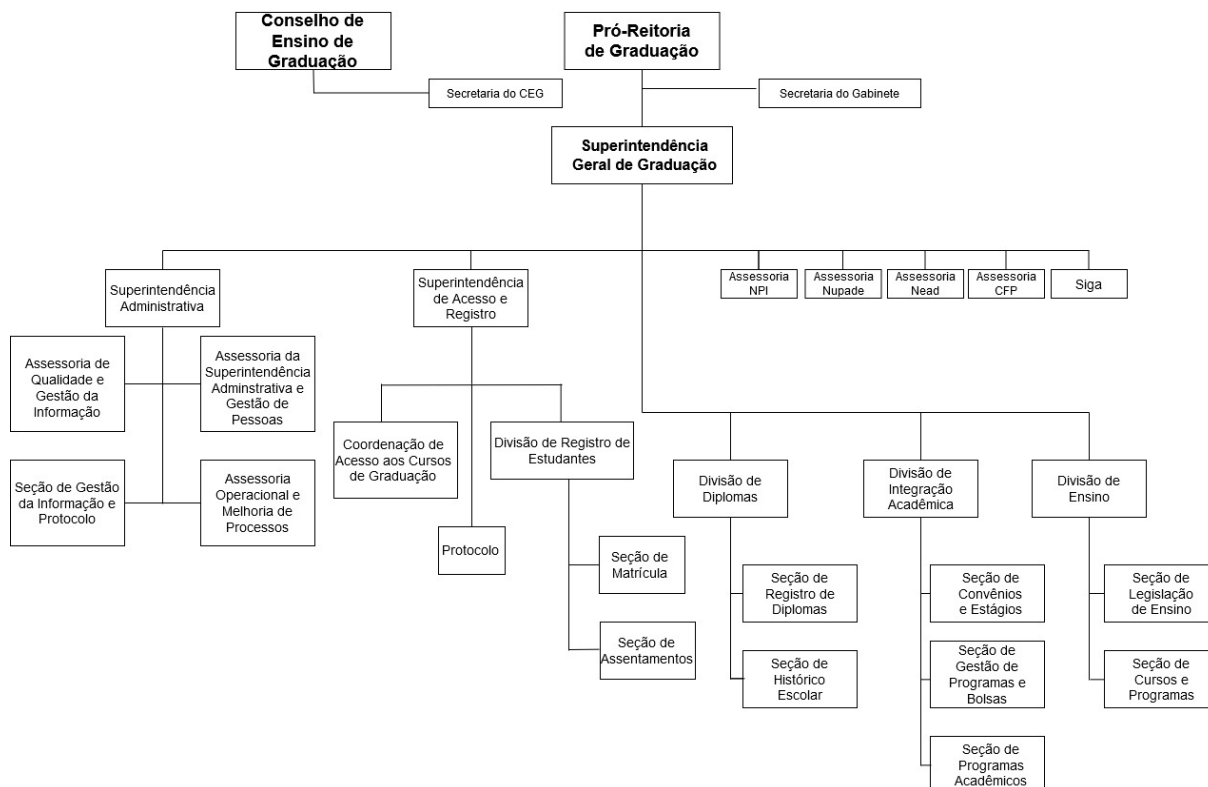 Conselho de
Ensino de
Graduação
Pró-Reitoria
de Graduação
Secretaria do CEG
Secretaria do Gabinete
Superintendência
Geral de Graduação
Superintendência
Administrativa
Superintendência
de Acesso e
Registro
Assessoria
NPI
Assessoria
Nupade
Assessoria
Nead
Assessoria
CFP
Siga
Assessoria de
Qualidade e
Gestão da
Informação
Assessoria da
Superintendência
Adminstrativa e
Gestão de
Pessoas
Seção de Gestão
da Informação e
Protocolo
Assessoria
Operacional e
Melhoria de
Processos
Coordenação de
Acesso aos Cursos
de Graduação
Divisão de Registro de
Estudantes
Protocolo
Seção de
Matrícula
Seção de
Assentamentos
Divisão de
Diplomas
Divisão de
Integração
Acadêmica
Divisão de
Ensino
Seção de
Registro de
Diplomas
Seção de
Histórico
Escolar
Seção de
Convênios
e Estágios
Seção de
Gestão de
Programas e
Bolsas
Seção de
Programas
Acadêmicos
Seção de
Legislação
de Ensino
Seção de
Cursos e
Programas